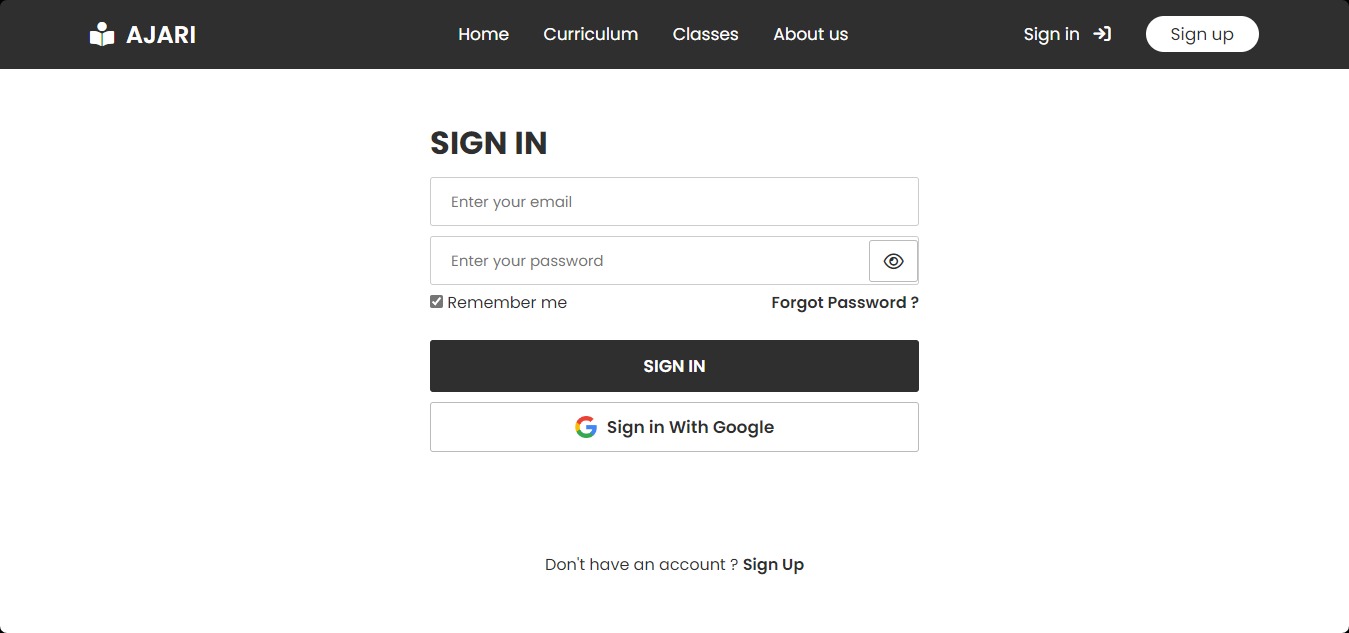 AJARI Home Curriculum Classes About us Sign in Sign up
SIGN IN
Enter your email
Enter your password
Remember me Forgot Password ?
SIGN IN
Sign in With Google
Don't have an account ? Sign Up